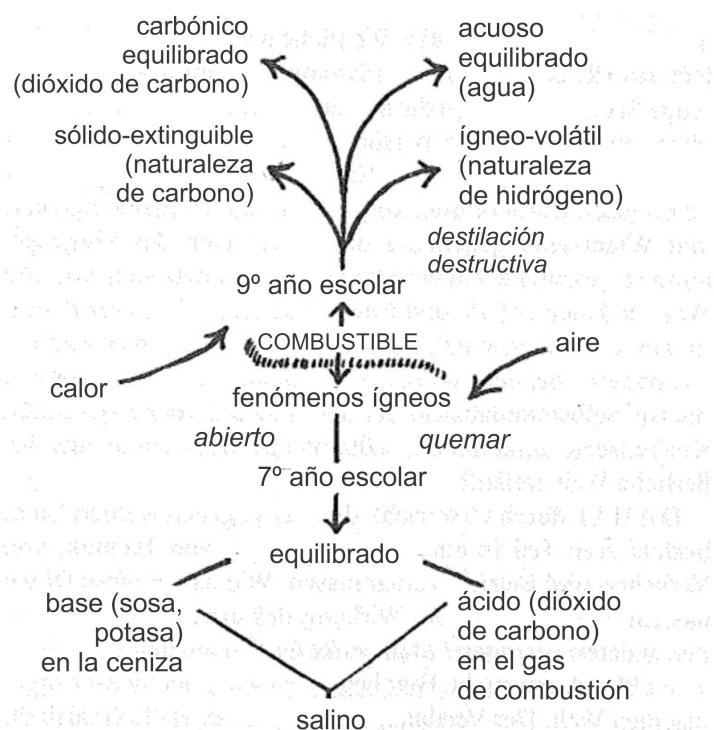 carbónico
equilibrado
(dióxido de carbono)
acuoso
equilibrado
(agua)
sólido-extinguible
(naturaleza
de carbono)
ígneo-volátil
(naturaleza
de hidrógeno)
destilación
destructiva
9º año escolar
COMBUSTIBLE
aire
calor
fenómenos ígneos
abierto
quemar
7º año escolar
equilibrado
base (sosa,
potasa)
en la ceniza
ácido (dióxido
de carbono)
en el gas
de combustión
salino